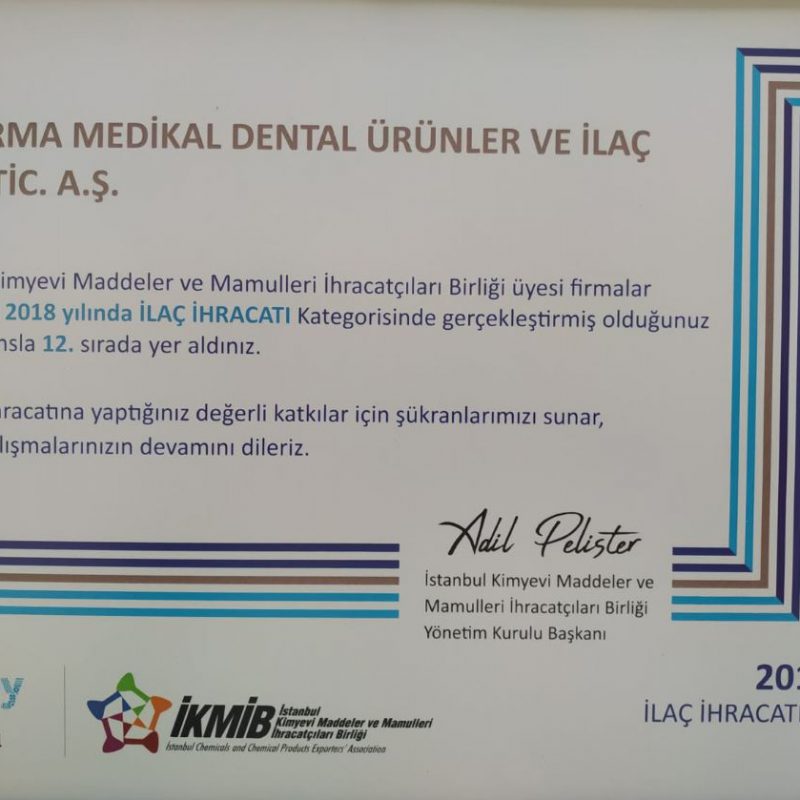 RMA MEDİKAL DENTAL ÜRÜNLER VE İLAÇ
TİC. A.Ş.
imyevi Maddeler ve Mamulleri İhracatçıları Birliği üyesi firmalar
2018 yılında İLAÇ İHRACATI Kategorisinde gerçekleştirmiş olduğunuz
nsla 12. sırada yer aldınız.
racatına yaptığınız değerli katkılar için şükranlarımızı sunar,
lışmalarınızın devamını dileriz.
Adil Pelister
İstanbul Kimyevi Maddeler ve
Mamulleri İhracatçıları Birliği
Yönetim Kurulu Başkanı
y
İKMİB
İstanbul
Kimyevi Maddeler ve Mamulleri
İhracatçıları Birliği
Istanbul Chemicals and Chemical Products Exporters' Association
201
İLAÇ İHRACATI